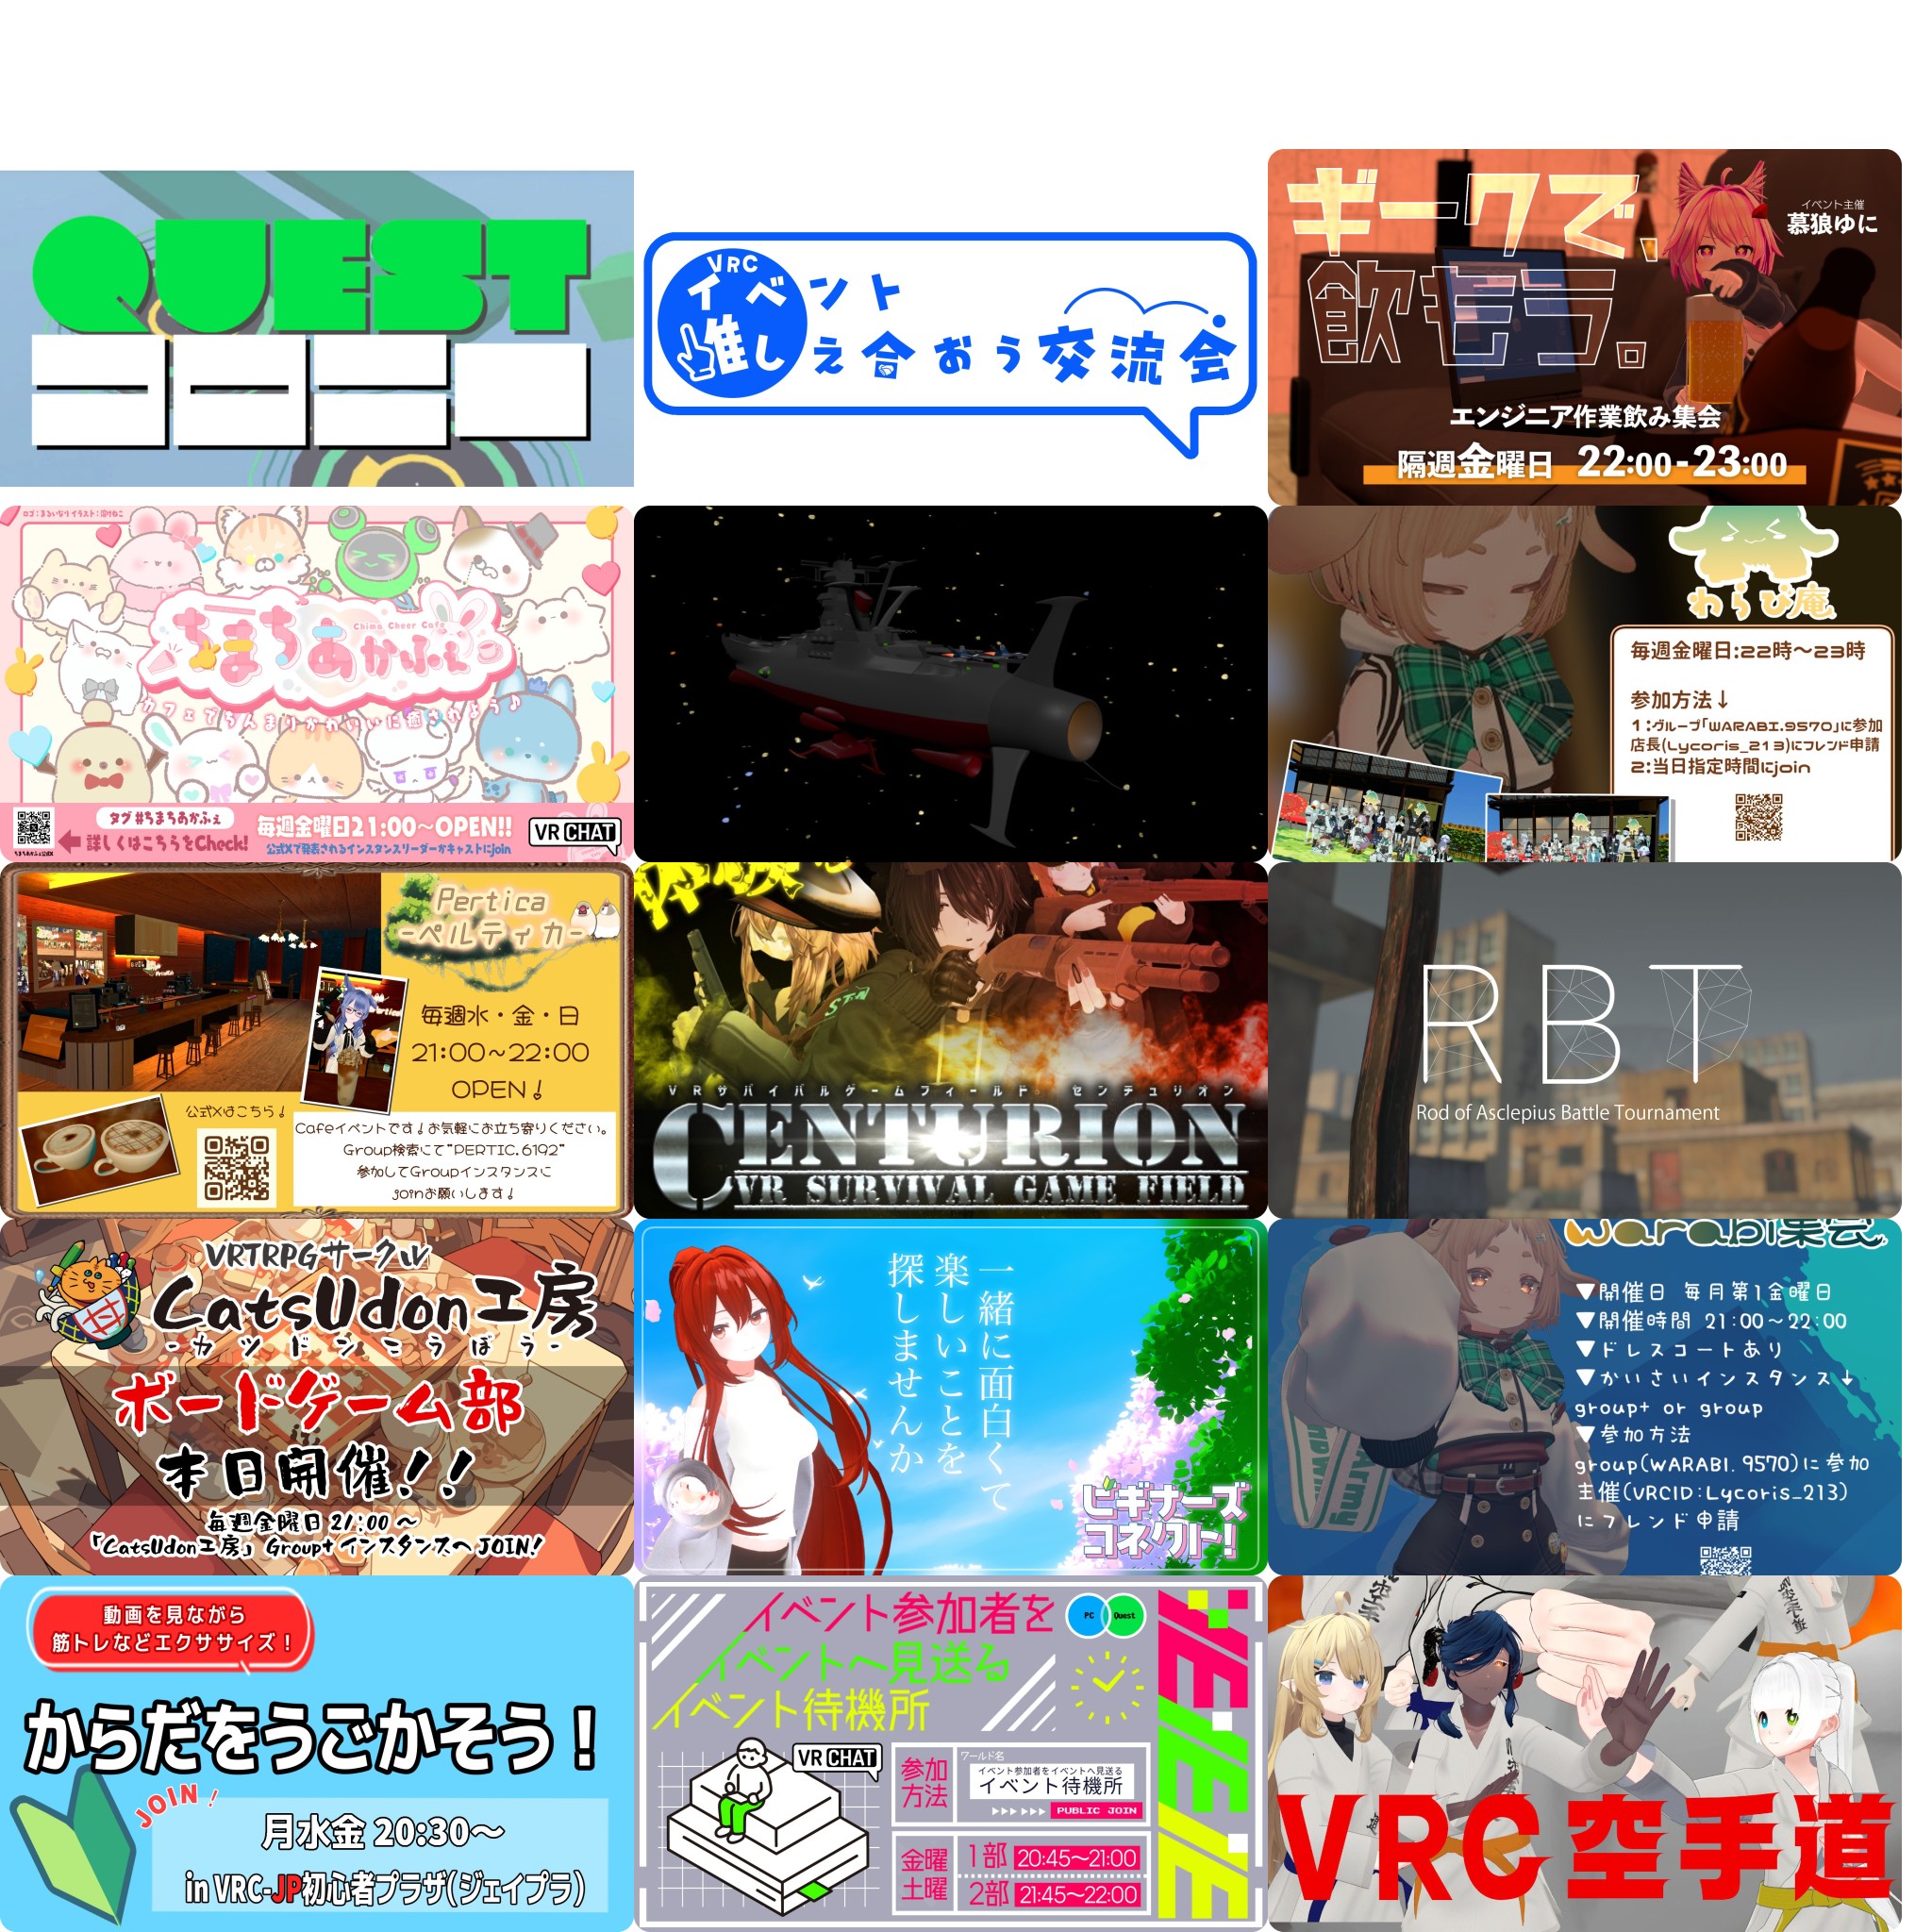 QUEST
コロニー
VRC
イベント
推しえ合おう交流会
ギークで、
飲もう。
イベント主催
慕狼ゆに
エンジニア作業飲み集会
隔週金曜日 22:00-23:00
ロゴ：まるいなり イラスト：溶けねこ
Chima Cheer Cafe
ちまちあかふぇ
カフェでちんまりかわいいに癒されよう♪
タグ #ちまちあかふぇ
詳しくはこちらをCheck!
毎週金曜日21:00～OPEN!!
公式Xで発表されるインスタンスリーダーかキャストにjoin
VRCHAT
わらび庵
毎週金曜日:22時～23時
参加方法↓
1:グループ「WARABI.9570」に参加
店長(Lycoris_213)にフレンド申請
2:当日指定時間にjoin
Pertica
-ペルティカ-
毎週水・金・日
21:00~22:00
OPEN！
公式Xはこちら！
Cafeイベントです！お気軽にお立ち寄りください。
Group検索にて"PERTIC.6192"
参加してGroupインスタンスに
joinお願いします！
VRサバイバルゲームフィールド センチュリオン
CENTURION
VR SURVIVAL GAME FIELD
RBT
Rod of Asclepius Battle Tournament
VRTRPGサークル
CatsUdon工房
-カツドンこうぼう-
ボードゲーム部
本日開催!!
毎週金曜日 21:00 ～
「CatsUdon工房」 Group+ インスタンスへ JOIN!
一緒に面白くて
楽しいことを
探しませんか
ビギナーズ
コネクト!
warabi集会
▼開催日 毎月第1金曜日
▼開催時間 21:00～22:00
▼ドレスコードあり
▼かいさいインスタンス↓
group+ or group
▼参加方法
group(WARABI.9570)に参加
主催(VRCID:Lycoris_213)
にフレンド申請
動画を見ながら
筋トレなどエクササイズ！
からだをうごかそう！
JOIN！
月水金 20:30～
in VRC-JP初心者プラザ(ジェイプラ)
イベント参加者を
イベントへ見送る
イベント待機所
PC
Quest
VRCHAT
参加
方法
ワールド名
イベント参加者をイベントへ見送る
イベント待機所
PUBLIC JOIN
金曜
土曜
1部 20:45～21:00
2部 21:45～22:00
VRC空手道